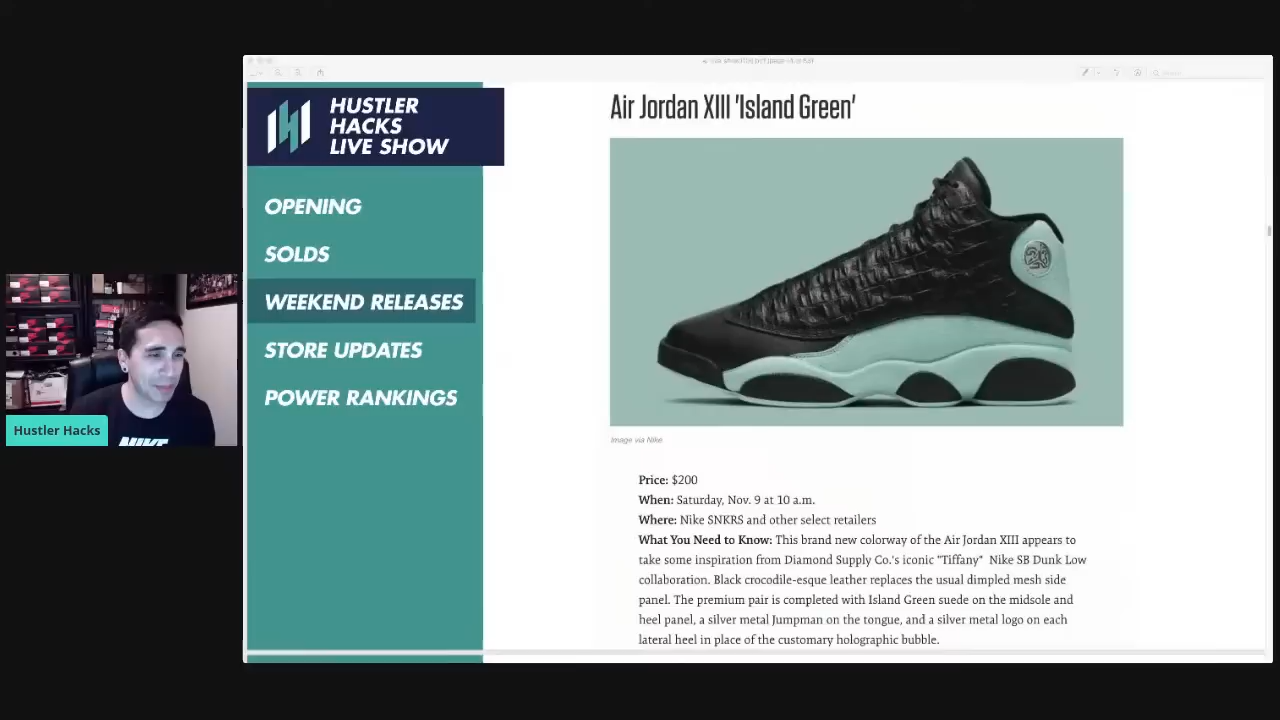 HUSTLER
HACKS
LIVE SHOW
OPENING
SOLDS
WEEKEND RELEASES
STORE UPDATES
POWER RANKINGS
Hustler Hacks
NIKE
Air Jordan XIII 'Island Green'
Image via Nike
Price: $200
When: Saturday, Nov. 9 at 10 a.m.
Where: Nike SNKRS and other select retailers
What You Need to Know: This brand new colorway of the Air Jordan XIII appears to
take some inspiration from Diamond Supply Co.'s iconic "Tiffany" Nike SB Dunk Low
collaboration. Black crocodile-esque leather replaces the usual dimpled mesh side
panel. The premium pair is completed with Island Green suede on the midsole and
heel panel, a silver metal Jumpman on the tongue, and a silver metal logo on each
lateral heel in place of the customary holographic bubble.